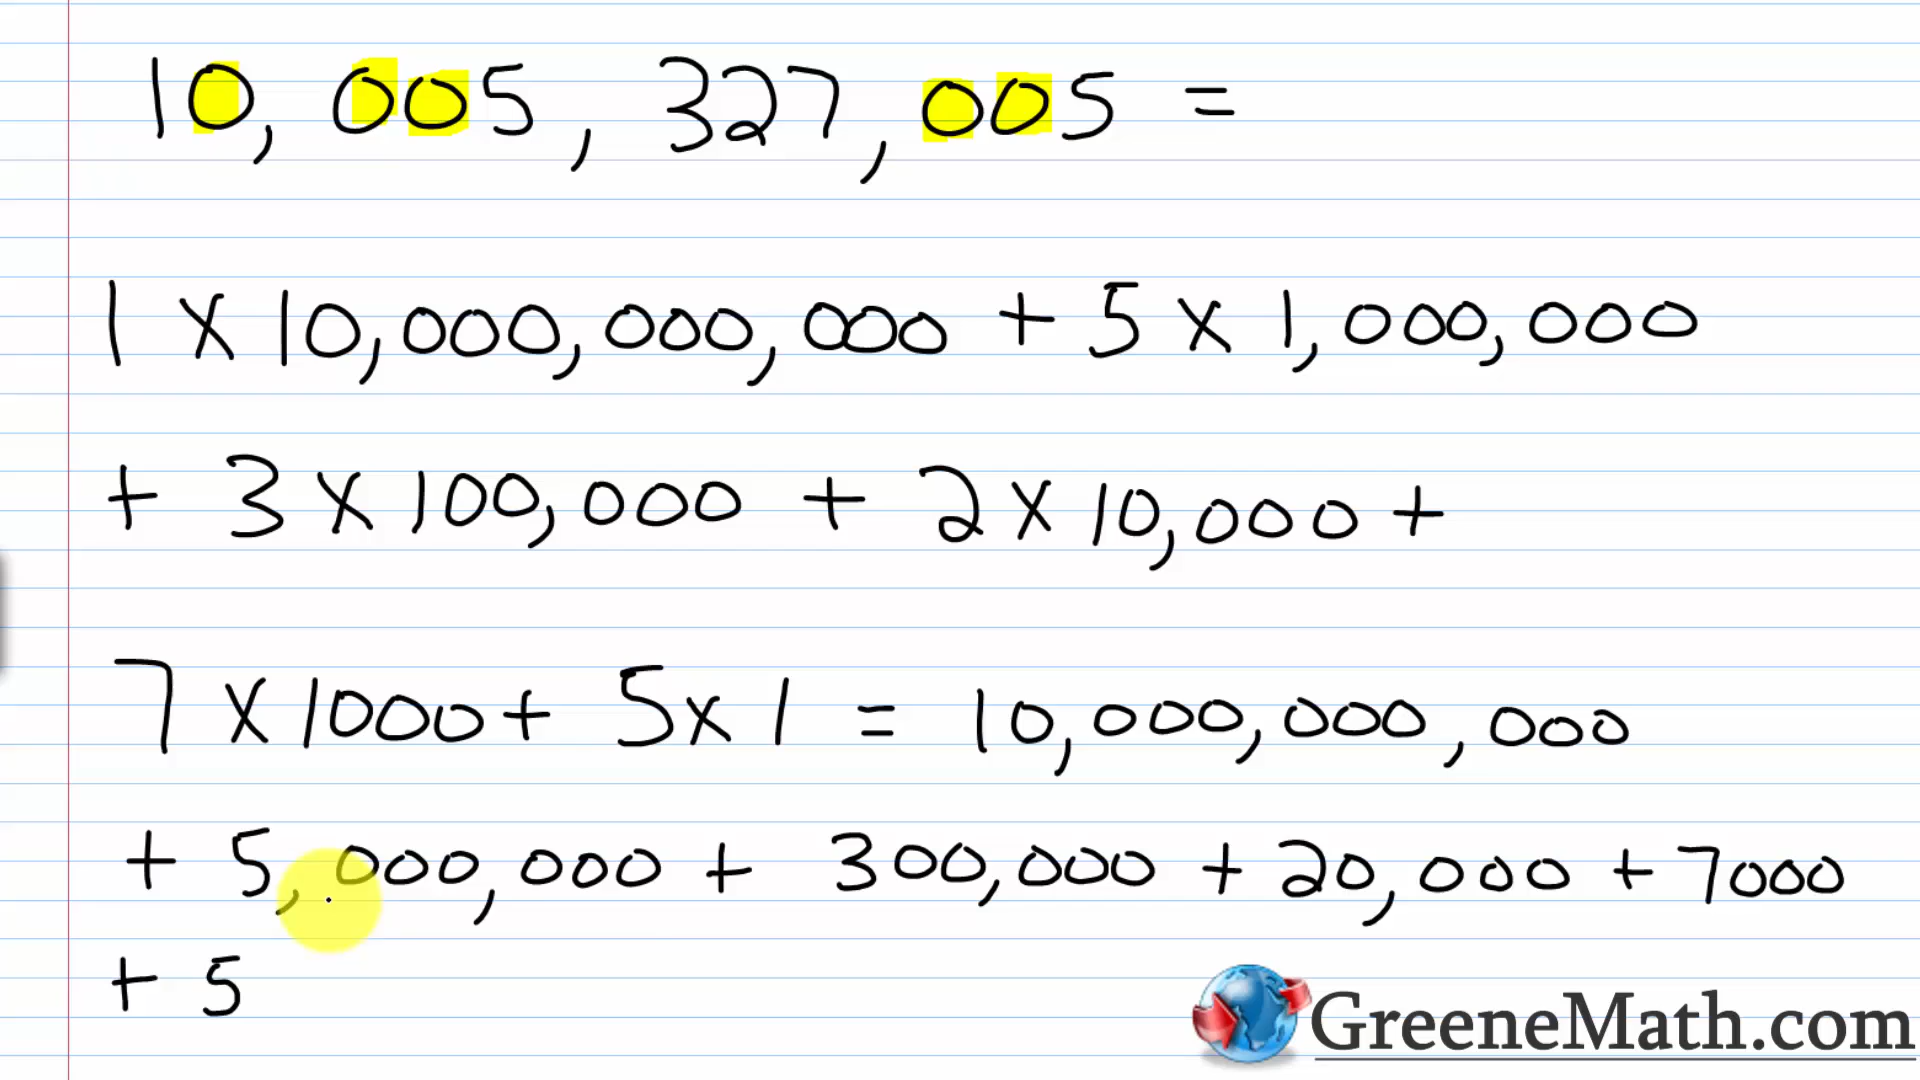 10,005,327,005 =
1 x 10,000,000,000 + 5 x 1,000,000
+ 3 x 100,000 + 2 x 10,000 +
7 x 1000 + 5 x 1 = 10,000,000,000
+ 5,000,000 + 300,000 + 20,000 + 7000
+ 5
GreeneMath.com